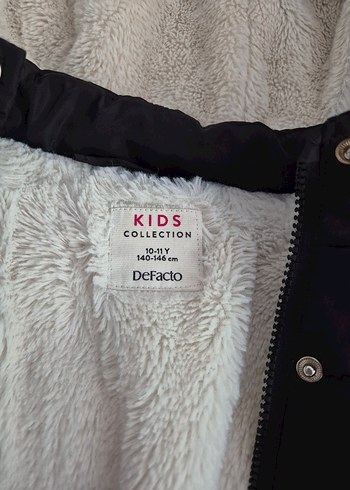 KIDS
COLLECTION
10-11 Y
140-146 cm
DeFacto